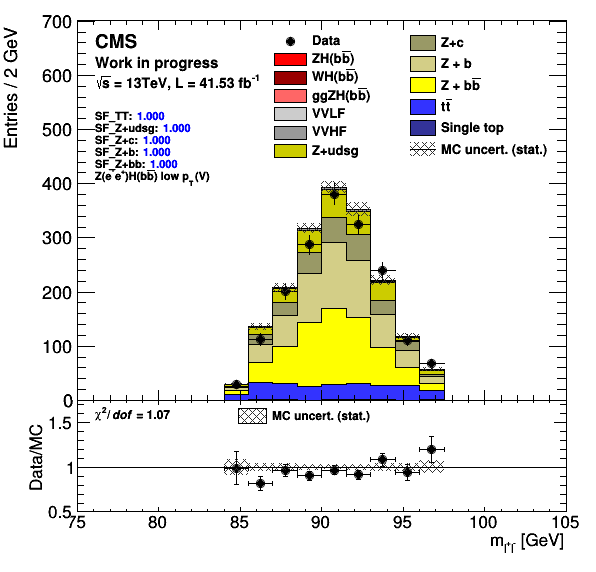 700
600
500
400
300
200
100
0
Entries / 2 GeV
CMS
Work in progress
√s = 13TeV, L = 41.53 fb⁻¹
SF_TT: 1.000
SF_Z+udsg: 1.000
SF_Z+c: 1.000
SF_Z+b: 1.000
SF_Z+bb: 1.000
Z(e⁻e⁺)H(bb̅) low p_T(V)
Data
ZH(bb̅)
WH(bb̅)
ggZH(bb̅)
VVLF
VVHF
Z+udsg
Z+c
Z + b
Z + bb̅
tt̅
Single top
MC uncert. (stat.)
χ²/dof = 1.07
MC uncert. (stat.)
Data/MC
1.5
1
0.5
75 80 85 90 95 100 105
m_l⁺l⁻ [GeV]